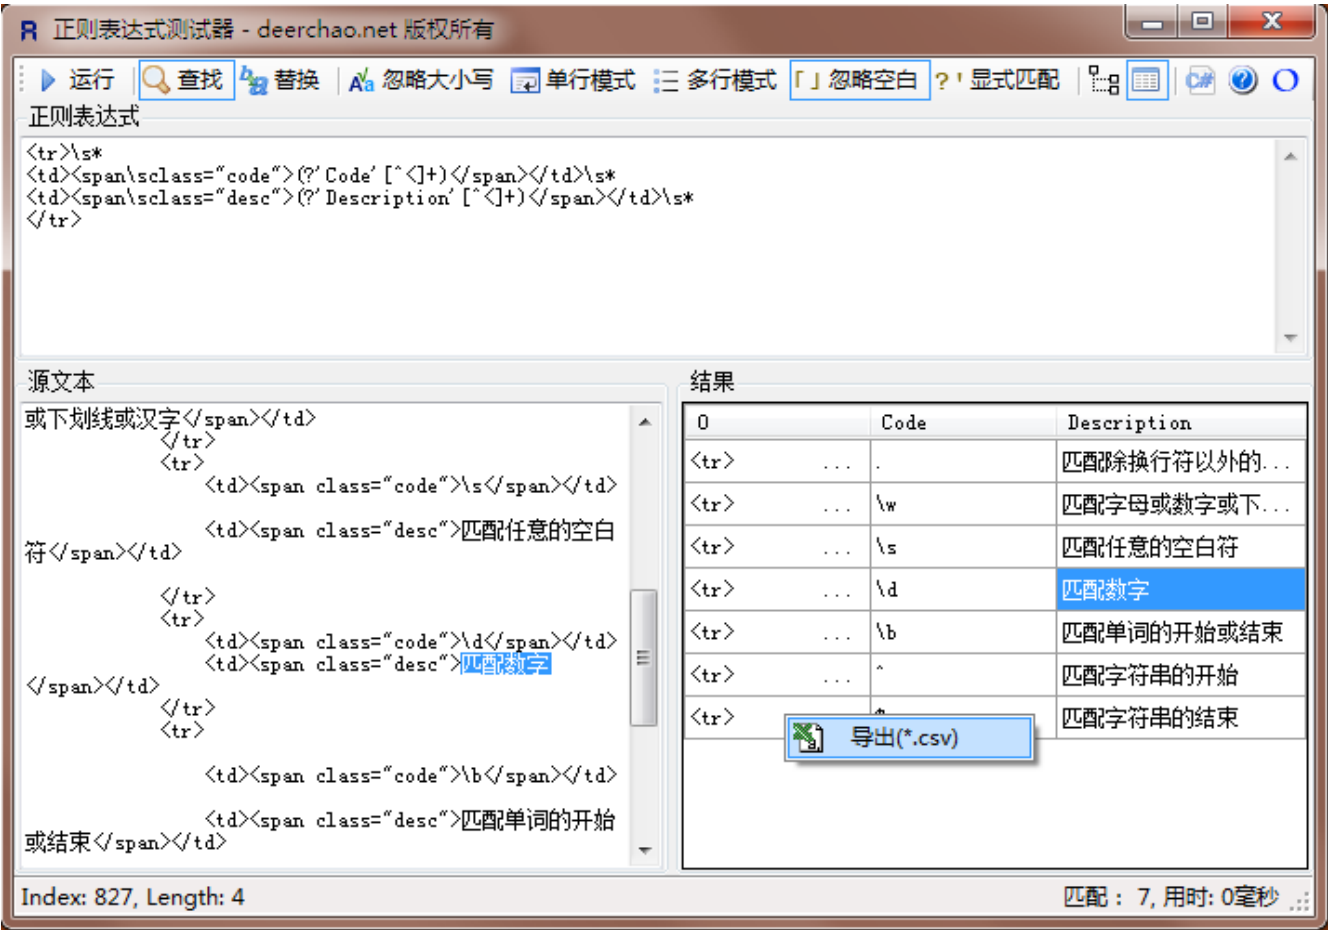 R 正则表达式测试器 - deerchao.net 版权所有
运行 查找 替换 忽略大小写 单行模式 多行模式 忽略空白 显式匹配
正则表达式
<tr>\s*
<td><span\sclass="code">(?'Code'[^<]+)</span></td>\s*
<td><span\sclass="desc">(?'Description'[^<]+)</span></td>\s*
</tr>
源文本
或下划线或汉字</span></td>
</tr>
<tr>
<td><span class="code">\s</span></td>
<td><span class="desc">匹配任意的空白
符</span></td>
</tr>
<tr>
<td><span class="code">\d</span></td>
<td><span class="desc">匹配数字
</span></td>
</tr>
<tr>
<td><span class="code">\b</span></td>
<td><span class="desc">匹配单词的开始
或结束</span></td>
结果
0 Code Description
<tr> ... . 匹配除换行符以外的...
<tr> ... \w 匹配字母或数字或下...
<tr> ... \s 匹配任意的空白符
<tr> ... \d 匹配数字
<tr> ... \b 匹配单词的开始或结束
<tr> ... ^ 匹配字符串的开始
<tr> 匹配字符串的结束
导出(*.csv)
Index: 827, Length: 4
匹配 : 7, 用时: 0毫秒